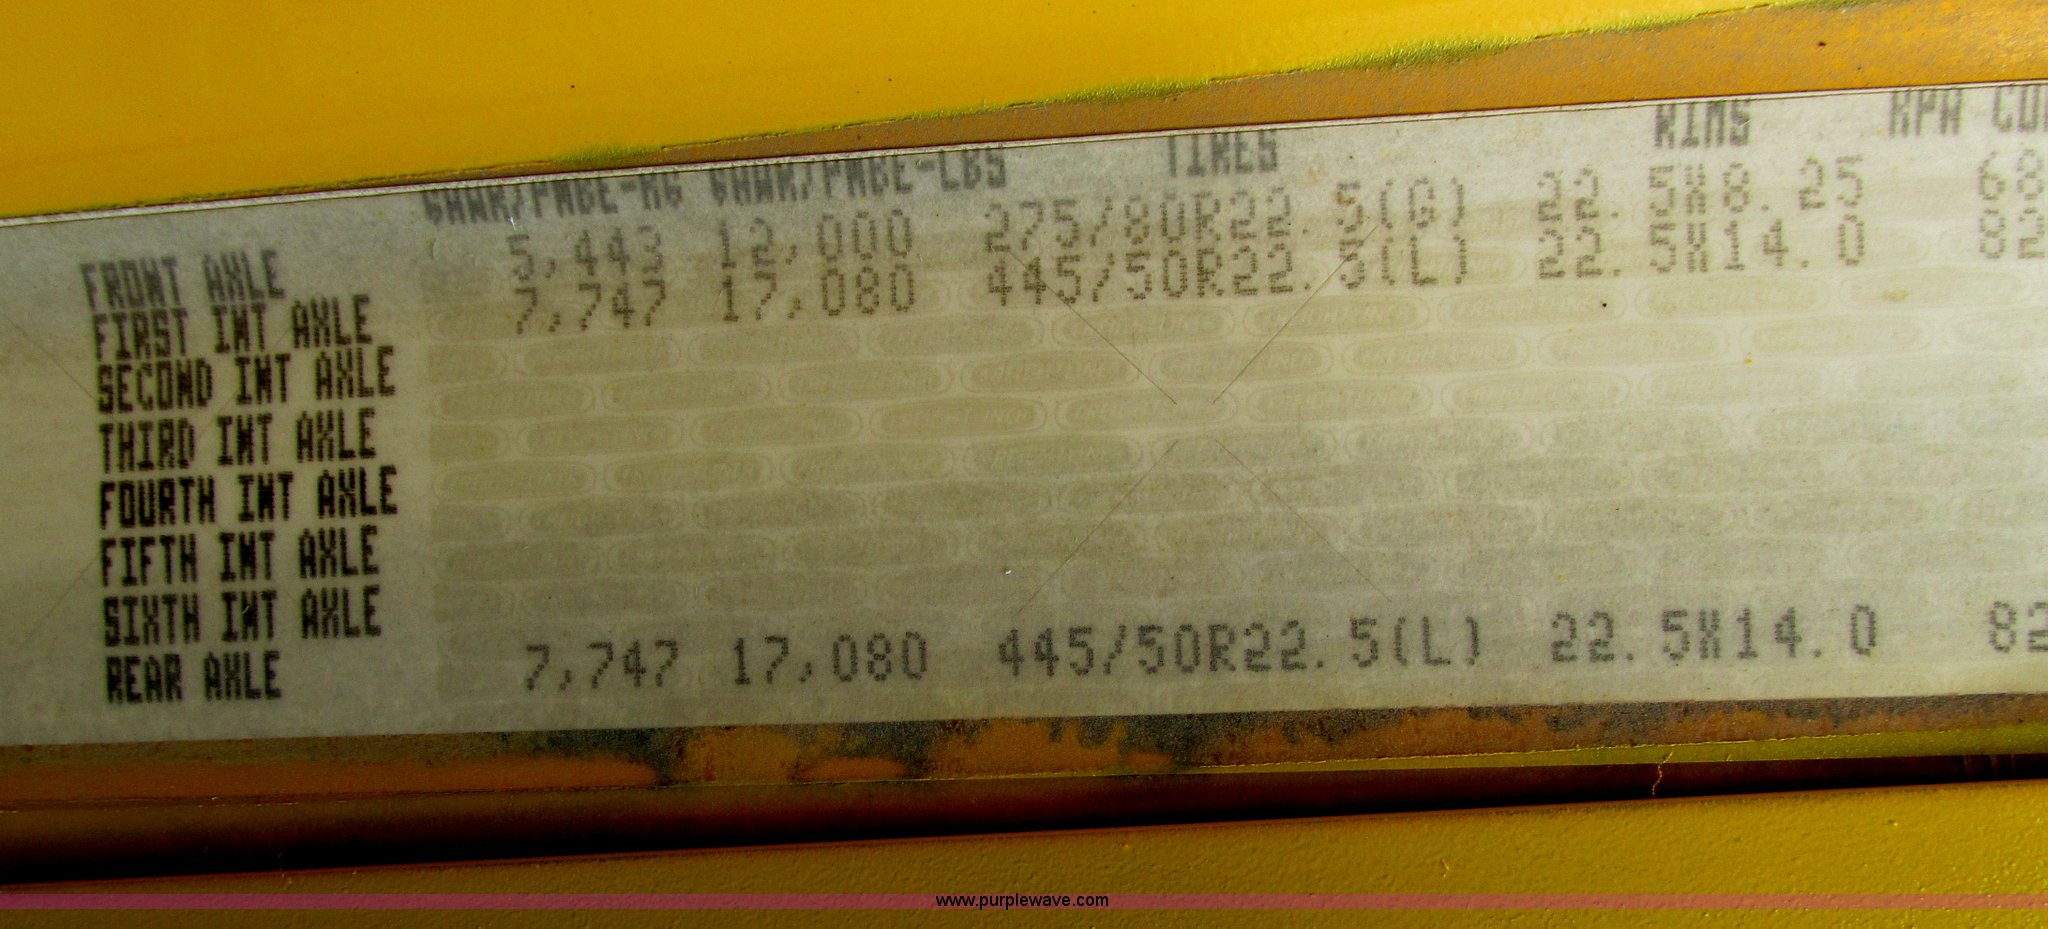 GAWR/PNBE-KG GAWR/PNBE-LBS TIRES RIMS
FRONT AXLE 5,443 12,000 275/80R22.5(G) 22.5X8.25
FIRST INT AXLE 7,747 17,080 445/50R22.5(L) 22.5X14.0
SECOND INT AXLE
THIRD INT AXLE
FOURTH INT AXLE
FIFTH INT AXLE
SIXTH INT AXLE
REAR AXLE 7,747 17,080 445/50R22.5(L) 22.5X14.0 82
www.purplewave.com